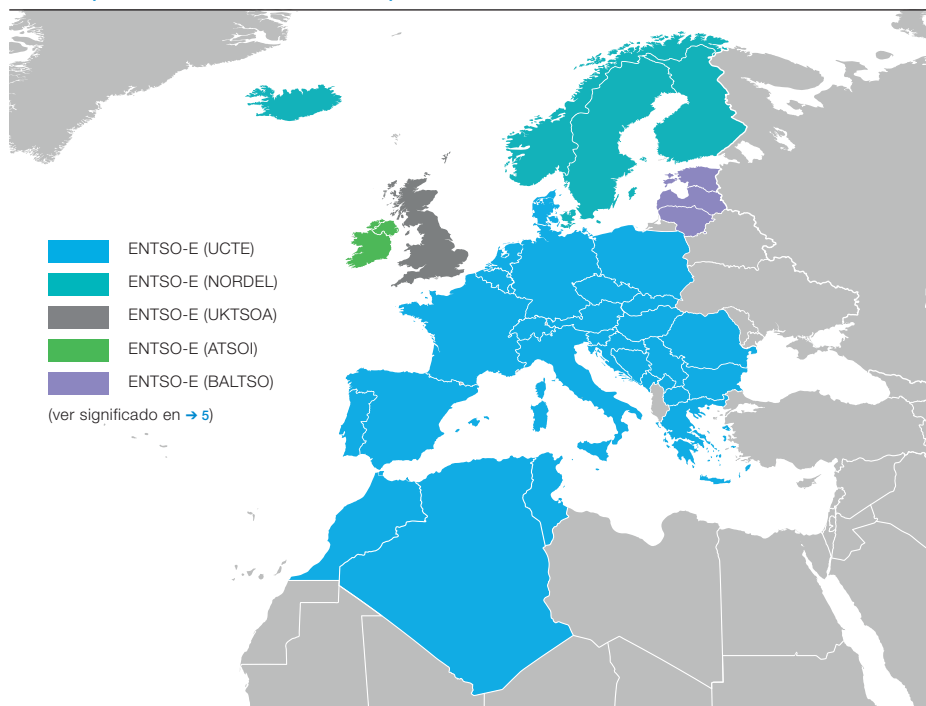 ENTSO-E (UCTE)
ENTSO-E (NORDEL)
ENTSO-E (UKTSOA)
ENTSO-E (ATSOI)
ENTSO-E (BALTSO)
(ver significado en ➔ 5)